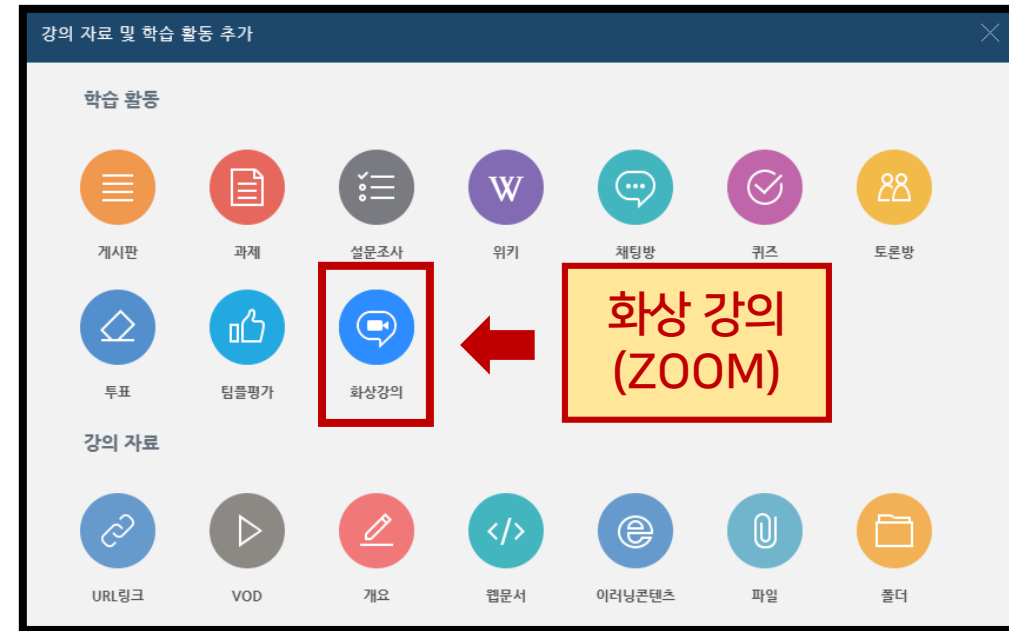 강의 자료 및 학습 활동 추가
학습 활동
W
게시판
과제
설문조사
위키
채팅방
퀴즈
토론방
화상 강의
(ZOOM)
투표
팀플평가
화상강의
강의 자료
</>
e
URL링크
VOD
개요
웹문서
이러닝콘텐츠
파일
폴더